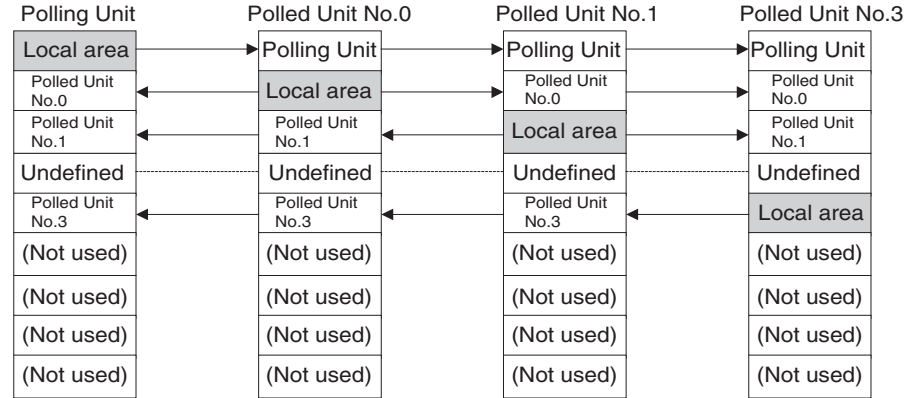 Polling Unit Polled Unit No.0 Polled Unit No.1 Polled Unit No.3
Local area Polling Unit Polling Unit Polling Unit
Polled Unit
No.0
Local area
Polled Unit
No.0
Polled Unit
No.0
Polled Unit
No.1
Polled Unit
No.1
Local area
Polled Unit
No.1
Undefined Undefined Undefined Undefined
Polled Unit
No.3
Polled Unit
No.3
Polled Unit
No.3
Local area
(Not used) (Not used) (Not used) (Not used)
(Not used) (Not used) (Not used) (Not used)
(Not used) (Not used) (Not used) (Not used)
(Not used) (Not used) (Not used) (Not used)